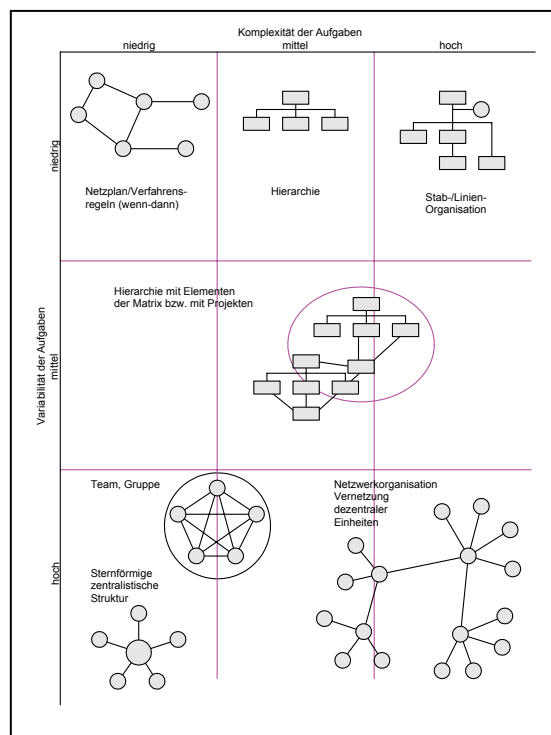 Komplexität der Aufgaben
niedrig
mittel
hoch
Variabilität der Aufgaben
niedrig
Netzplan/Verfahrens-
regeln (wenn-dann)
Hierarchie
Stab-/Linien-
Organisation
mittel
Hierarchie mit Elementen
der Matrix bzw. mit Projekten
hoch
Team, Gruppe
Netzwerkorganisation
Vernetzung
dezentraler
Einheiten
Sternförmige
zentralistische
Struktur